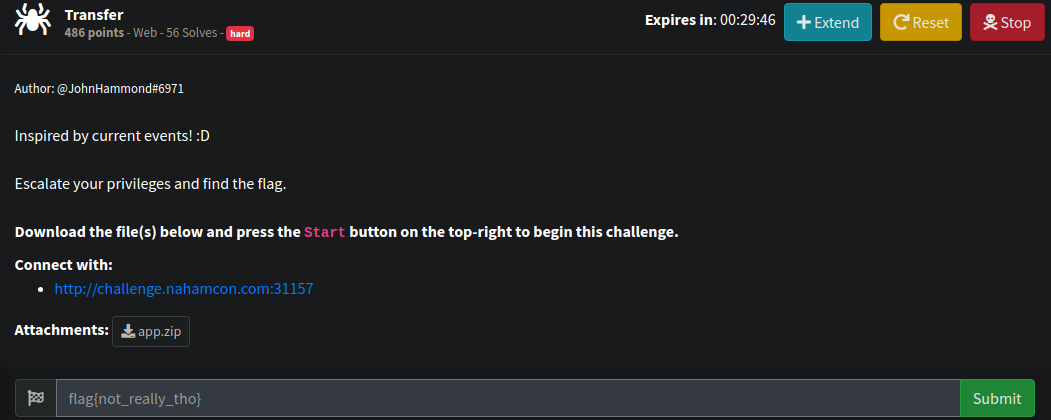 Transfer
486 points - Web - 56 Solves - hard
Expires in: 00:29:46
Extend
Reset
Stop
Author: @JohnHammond#6971
Inspired by current events! :D
Escalate your privileges and find the flag.
Download the file(s) below and press the Start button on the top-right to begin this challenge.
Connect with:
• http://challenge.nahamcon.com:31157
Attachments: app.zip
flag{not_really_tho}
Submit